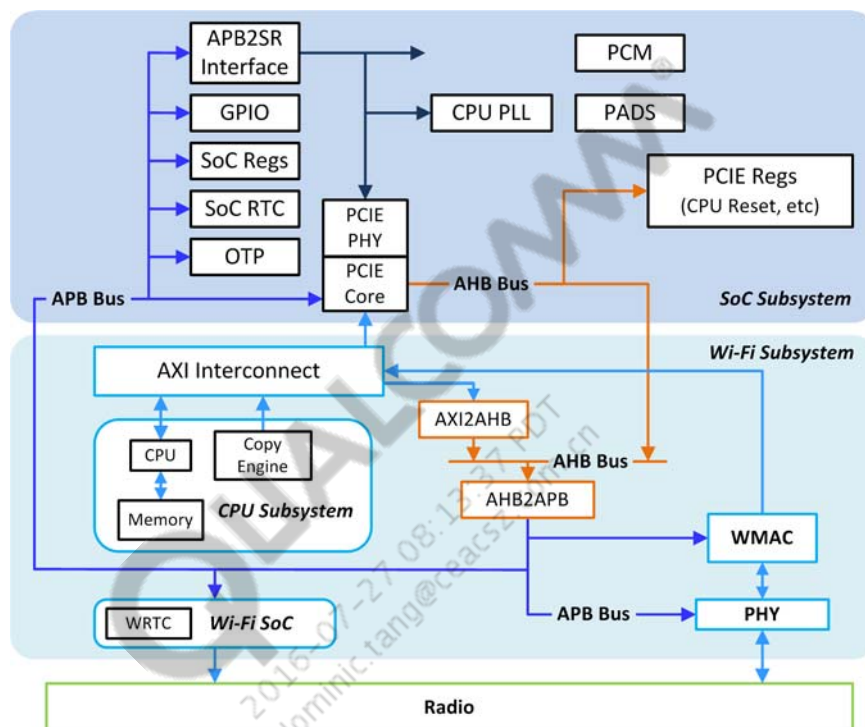 APB2SR
Interface
PCM
GPIO
CPU PLL
PADS
SoC Regs
PCIE Regs
(CPU Reset, etc)
SoC RTC
PCIE
PHY
OTP
PCIE
Core
APB Bus
AHB Bus
SoC Subsystem
Wi-Fi Subsystem
AXI Interconnect
AXI2AHB
CPU
Copy
Engine
AHB Bus
CPU Subsystem
AHB2APB
Memory
WMAC
WRTC
Wi-Fi SoC
APB Bus
PHY
Radio
QUALCOMM®
2016-07-27 08:13:37 PDT
dominic.tang@ceacsz.com.cn